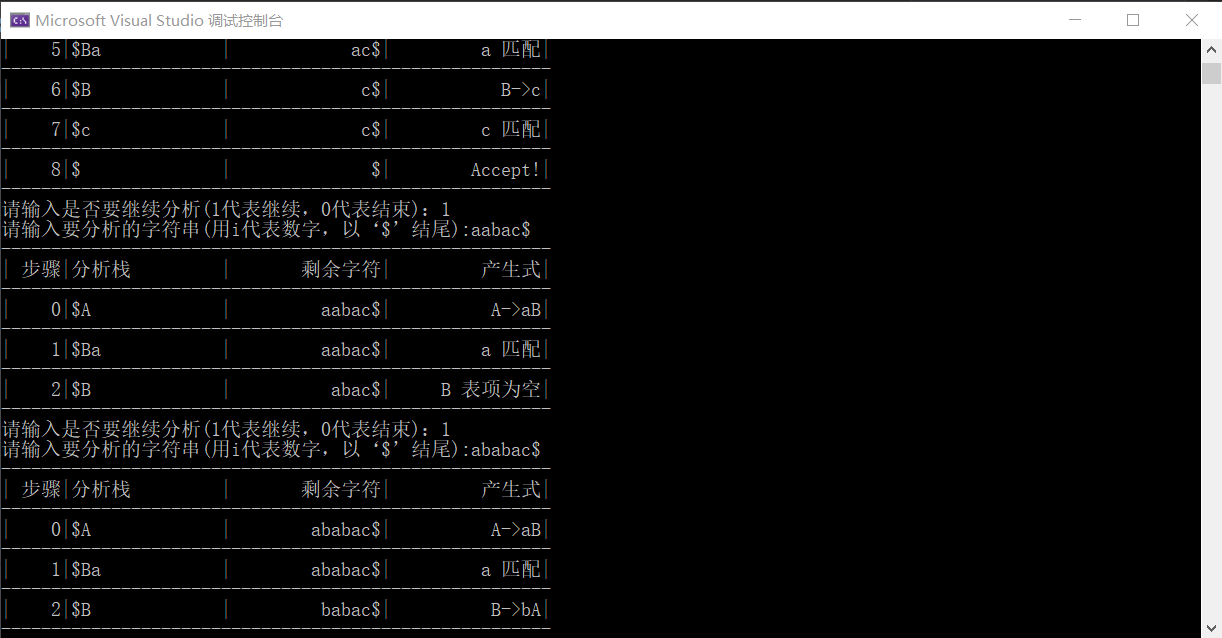 Microsoft Visual Studio 调试控制台
| 5|$Ba | ac$| a 匹配|
| 6|$B | c$| B->c|
| 7|$c | c$| c 匹配|
| 8|$ | $| Accept!|
请输入是否要继续分析(1代表继续，0代表结束)：1
请输入要分析的字符串(用i代表数字，以‘$’结尾):aabac$
| 步骤|分析栈 | 剩余字符| 产生式|
| 0|$A | aabac$| A->aB|
| 1|$Ba | aabac$| a 匹配|
| 2|$B | abac$| B 表项为空|
请输入是否要继续分析(1代表继续，0代表结束)：1
请输入要分析的字符串(用i代表数字，以‘$’结尾):ababac$
| 步骤|分析栈 | 剩余字符| 产生式|
| 0|$A | ababac$| A->aB|
| 1|$Ba | ababac$| a 匹配|
| 2|$B | babac$| B->bA|